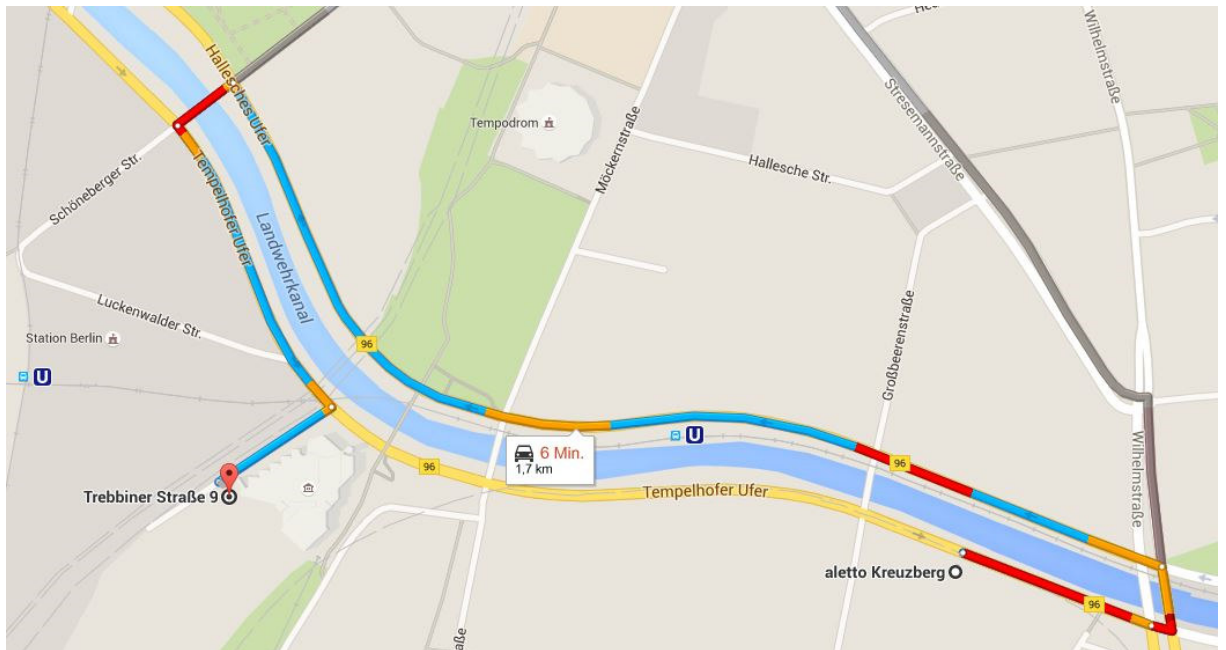 Hallesches Ufer
Wilhelmstraße
Stresemannstraße
Tempodrom
Möckernstraße
Hallesche Str.
Schöneberger Str.
Tempelhofer Ufer
Landwehrkanal
Luckenwalder Str.
Station Berlin
U
96
Großbeerenstraße
6 Min.
1,7 km
U
96
96
Wilhelmstraße
Tempelhofer Ufer
Trebbiner Straße 9
aletto Kreuzberg
96
aße